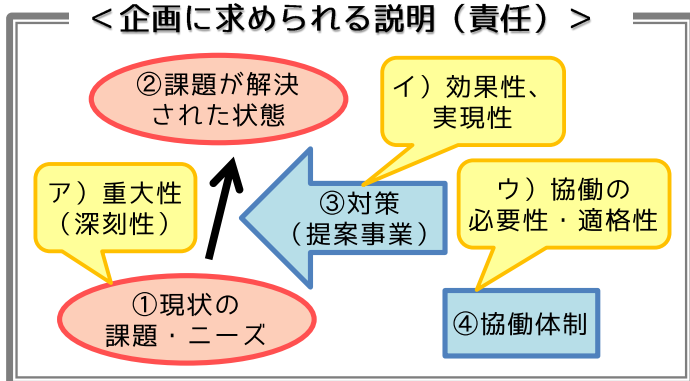 ＜企画に求められる説明（責任）＞
②課題が解決
された状態
イ）効果性、
実現性
ア）重大性
（深刻性）
③対策
（提案事業）
ウ）協働の
必要性・適格性
①現状の
課題・ニーズ
④協働体制